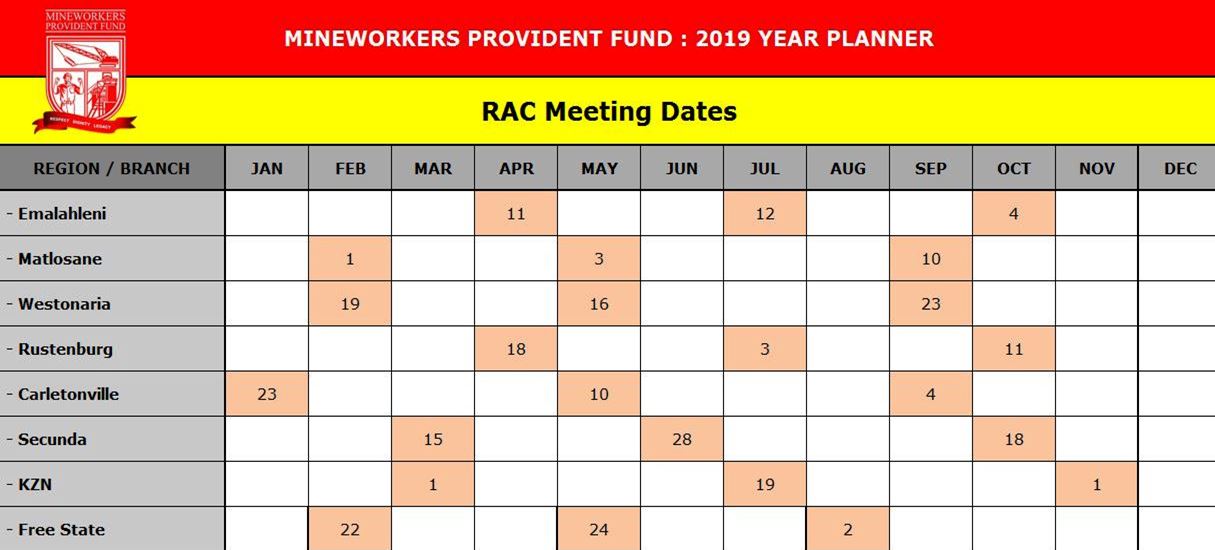 MINEWORKERS
PROVIDENT FUND
RESPECT DIGNITY LEGACY
MINEWORKERS PROVIDENT FUND : 2019 YEAR PLANNER
RAC Meeting Dates
REGION / BRANCH JAN FEB MAR APR MAY JUN JUL AUG SEP OCT NOV DEC
- Emalahleni 11 12 4
- Matlosane 1 3 10
- Westonaria 19 16 23
- Rustenburg 18 3 11
- Carletonville 23 10 4
- Secunda 15 28 18
- KZN 1 19 1
- Free State 22 24 2